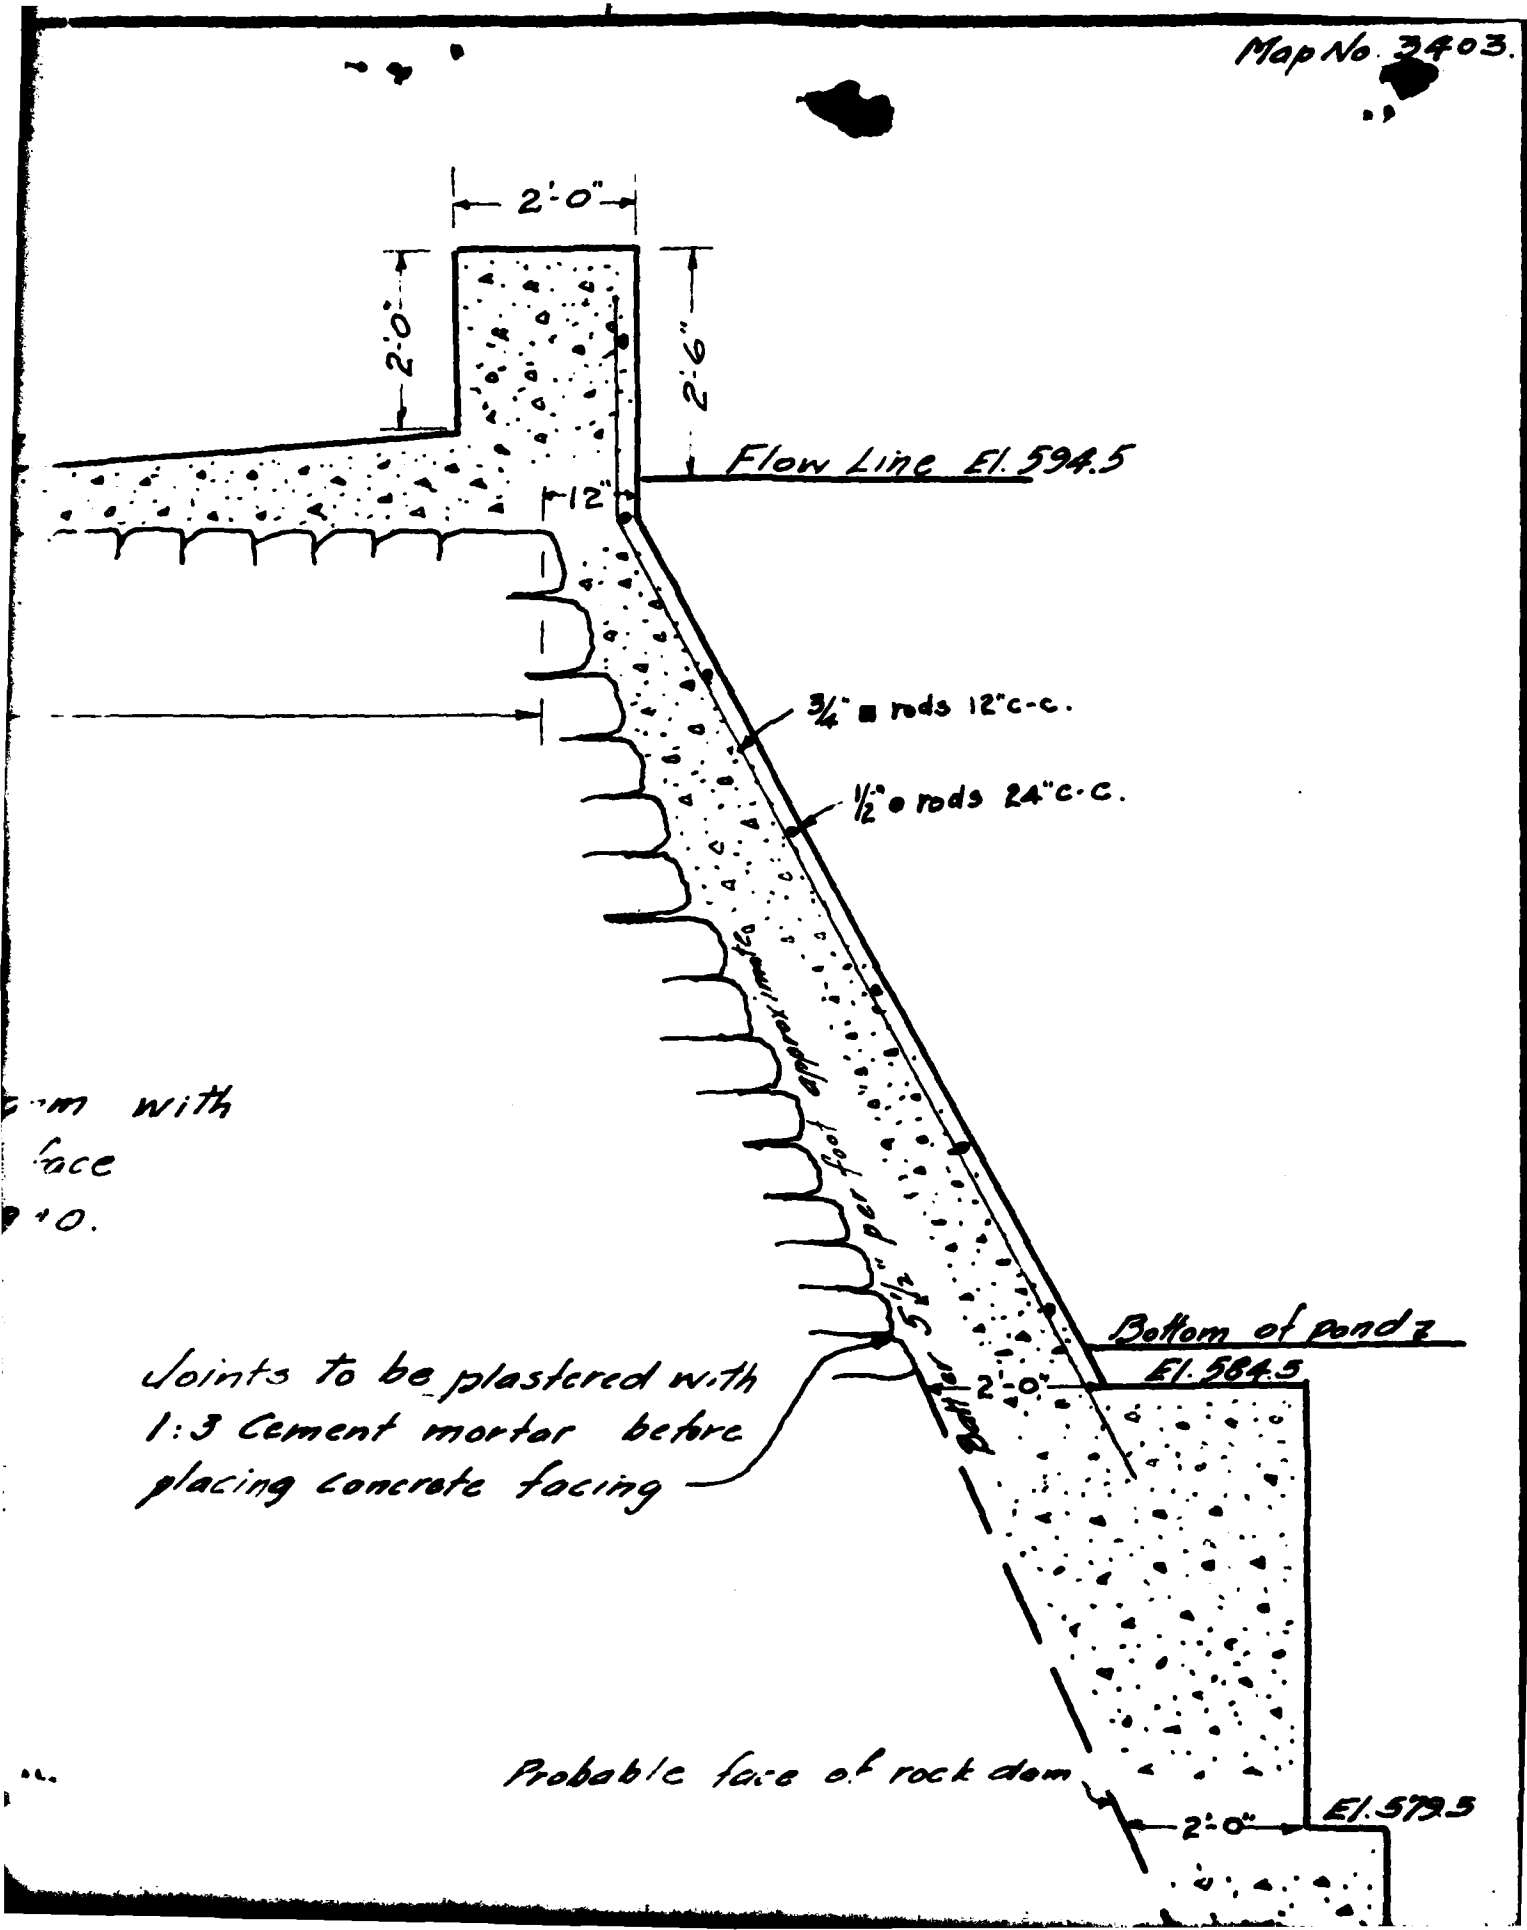 Map No. 3403.
2'-0"
2'-0"
2'-6"
Flow Line El. 594.5
12"
3/4" ■ rods 12"c-c.
1/2" ● rods 24"c-c.
Batter 5 1/2" per foot approximate
with
face
Bottom of pond
El. 584.5
2'-0"
Joints to be plastered with
1:3 Cement mortar before
placing concrete facing
Probable face of rock dam
El. 579.5
2'-0"